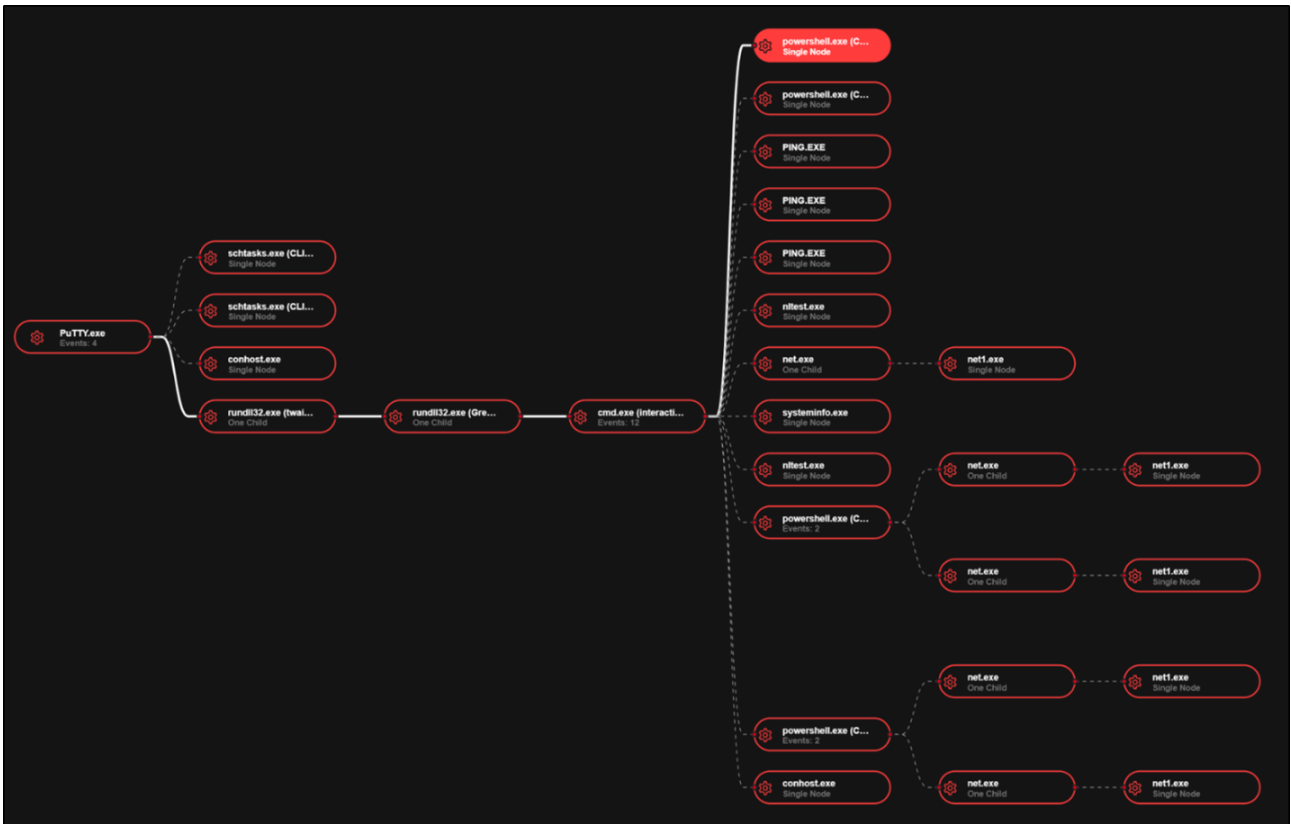 powershell.exe (C...
Single Node
powershell.exe (C...
Single Node
PING.EXE
Single Node
PING.EXE
Single Node
schtasks.exe (CLI...
Single Node
PING.EXE
Single Node
schtasks.exe (CLI...
Single Node
nltest.exe
Single Node
PuTTY.exe
Events: 4
conhost.exe
Single Node
net.exe
One Child
net1.exe
Single Node
rundll32.exe (twai...
One Child
rundll32.exe (Gre...
One Child
cmd.exe (interacti...
Events: 12
systeminfo.exe
Single Node
nltest.exe
Single Node
net.exe
One Child
net1.exe
Single Node
powershell.exe (C...
Events: 2
net.exe
One Child
net1.exe
Single Node
net.exe
One Child
net1.exe
Single Node
powershell.exe (C...
Events: 2
conhost.exe
Single Node
net.exe
One Child
net1.exe
Single Node